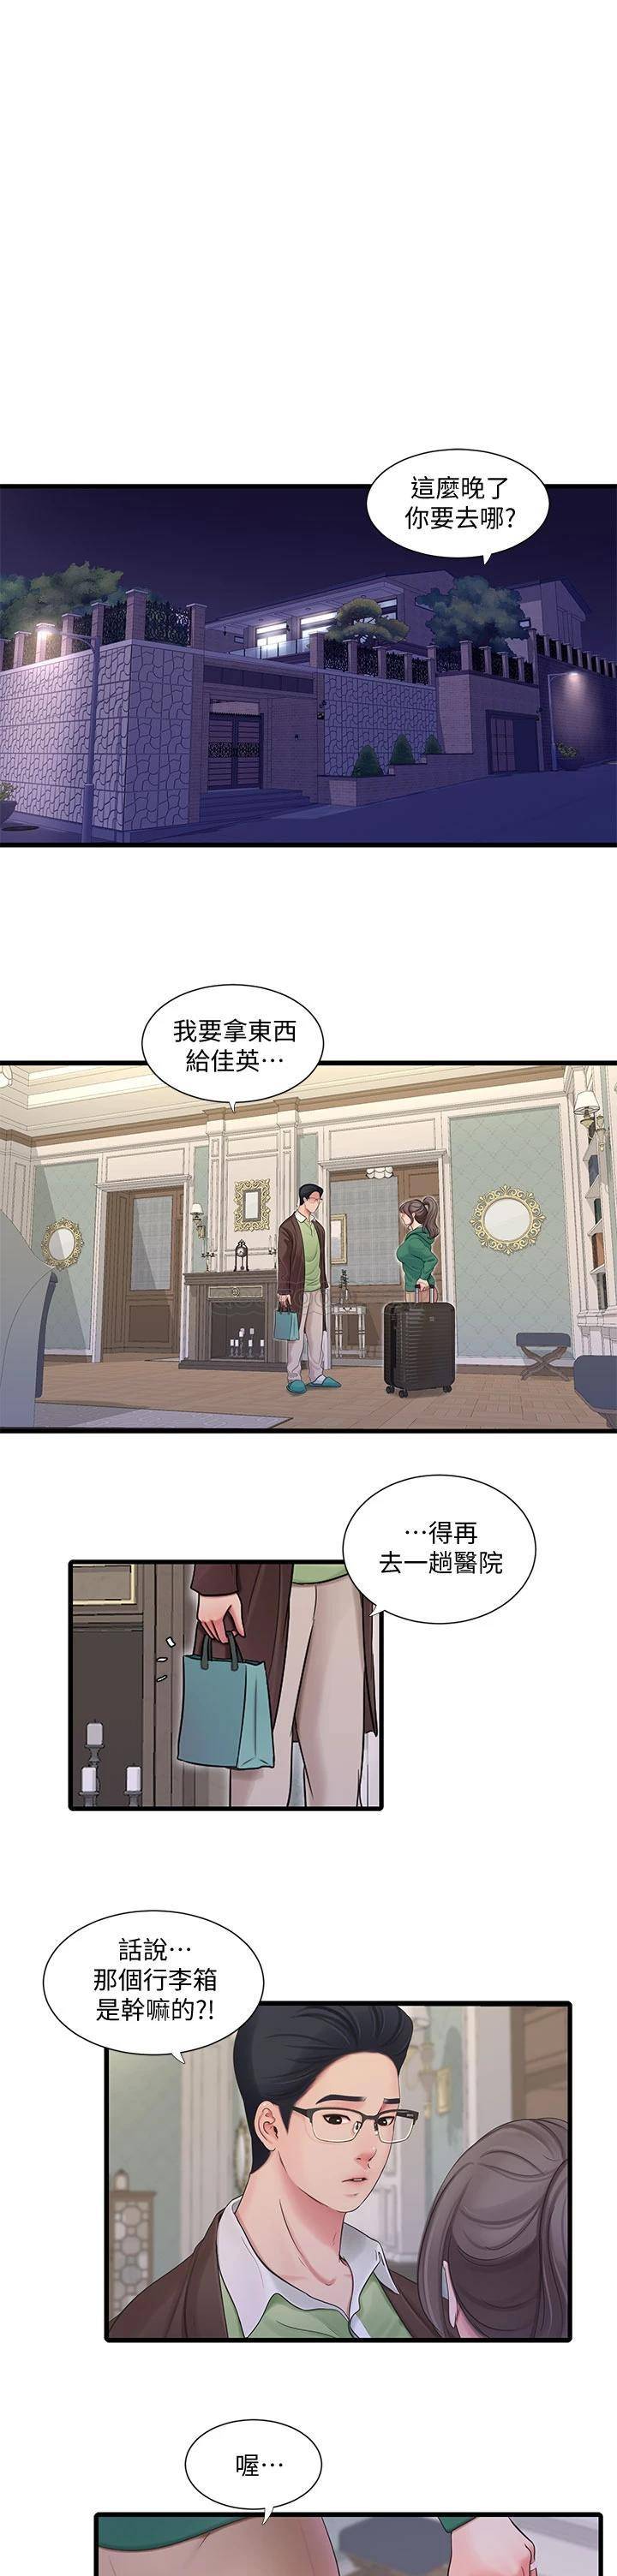 這麼晚了
你要去哪?
我要拿東西
給佳英⋯
⋯得再
去一趟醫院
話說⋯
那個行李箱
是幹嘛的?!
喔⋯